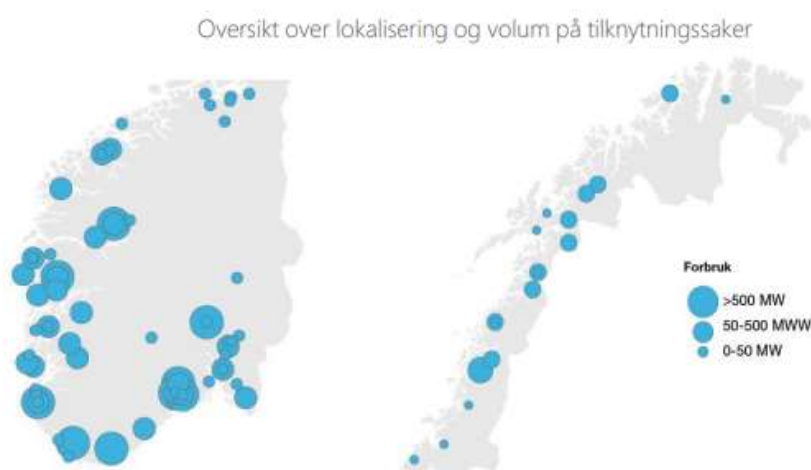 Oversikt over lokalisering og volum på tilknytningssaker
Forbruk
>500 MW
50-500 MWW
0-50 MW